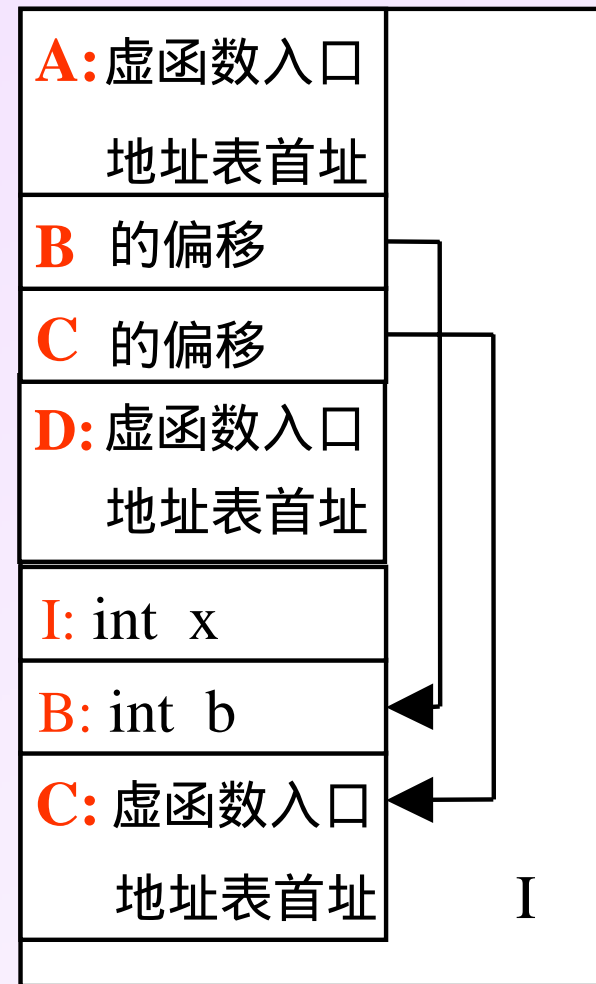 A:虚函数入口
地址表首址
B 的偏移
C 的偏移
D:虚函数入口
地址表首址
I: int x
B: int b
C: 虚函数入口
地址表首址
I